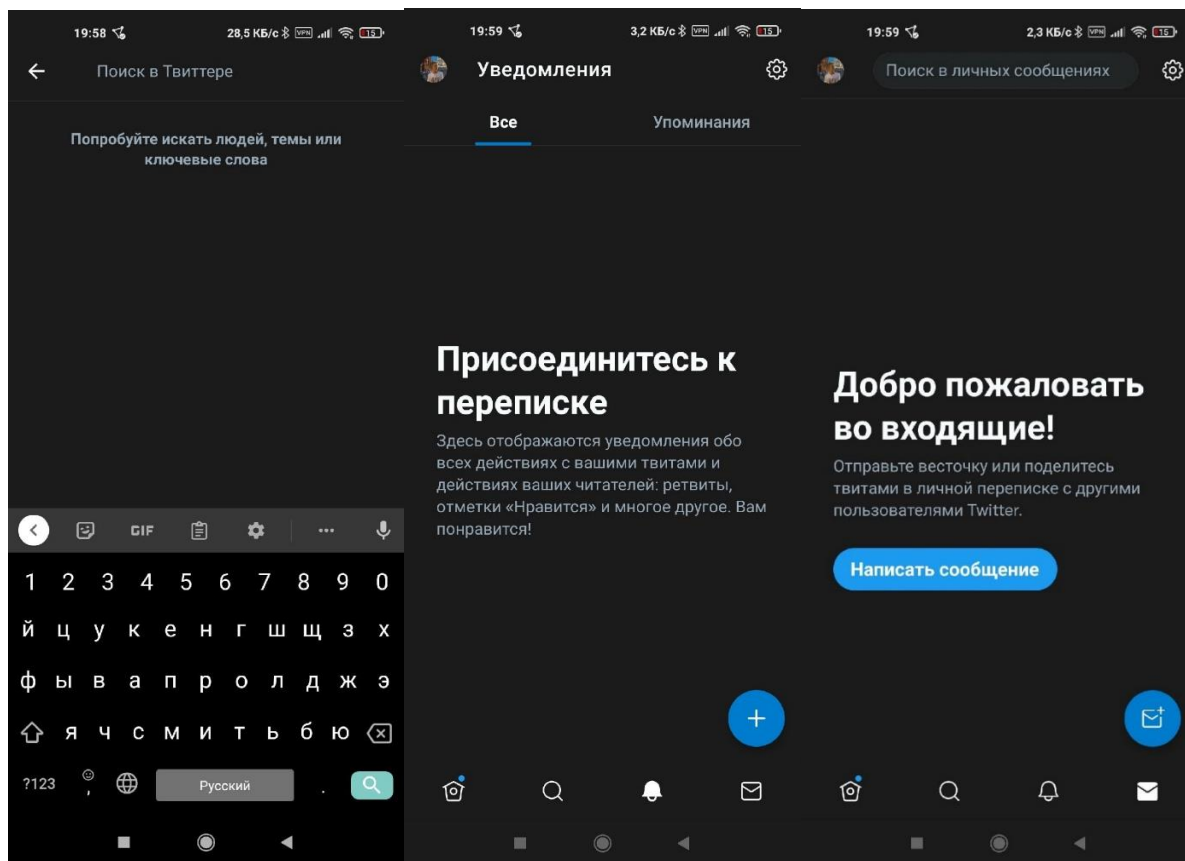 19:58 28,5 КБ/с VPN 15
Поиск в Твиттере
Попробуйте искать людей, темы или
ключевые слова
GIF
1 2 3 4 5 6 7 8 9 0
й ц у к е н г ш щ з х
ф ы в а п р о л д ж э
я ч с м и т ь б ю
?123 , Русский .
19:59 3,2 КБ/с VPN 15
Уведомления
Все Упоминания
Присоединитесь к
переписке
Здесь отображаются уведомления обо
всех действиях с вашими твитами и
действиях ваших читателей: ретвиты,
отметки «Нравится» и многое другое. Вам
понравится!
19:59 2,3 КБ/с VPN 15
Поиск в личных сообщениях
Добро пожаловать
во входящие!
Отправьте весточку или поделитесь
твитами в личной переписке с другими
пользователями Twitter.
Написать сообщение